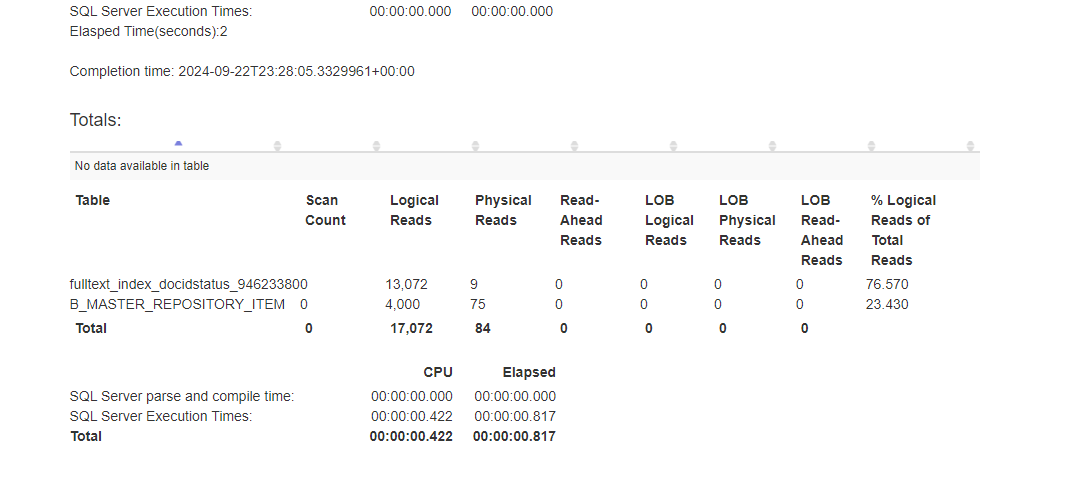 SQL Server Execution Times: 00:00:00.000 00:00:00.000
Elasped Time(seconds):2
Completion time: 2024-09-22T23:28:05.3329961+00:00
Totals:
No data available in table
Table Scan Count Logical Reads Physical Reads Read-Ahead Reads LOB Logical Reads LOB Physical Reads LOB Read-Ahead Reads % Logical Reads of Total Reads
fulltext_index_docidstatus_946233800 13,072 9 0 0 0 0 76.570
B_MASTER_REPOSITORY_ITEM 0 4,000 75 0 0 0 0 23.430
Total 0 17,072 84 0 0 0 0
CPU Elapsed
SQL Server parse and compile time: 00:00:00.000 00:00:00.000
SQL Server Execution Times: 00:00:00.422 00:00:00.817
Total 00:00:00.422 00:00:00.817